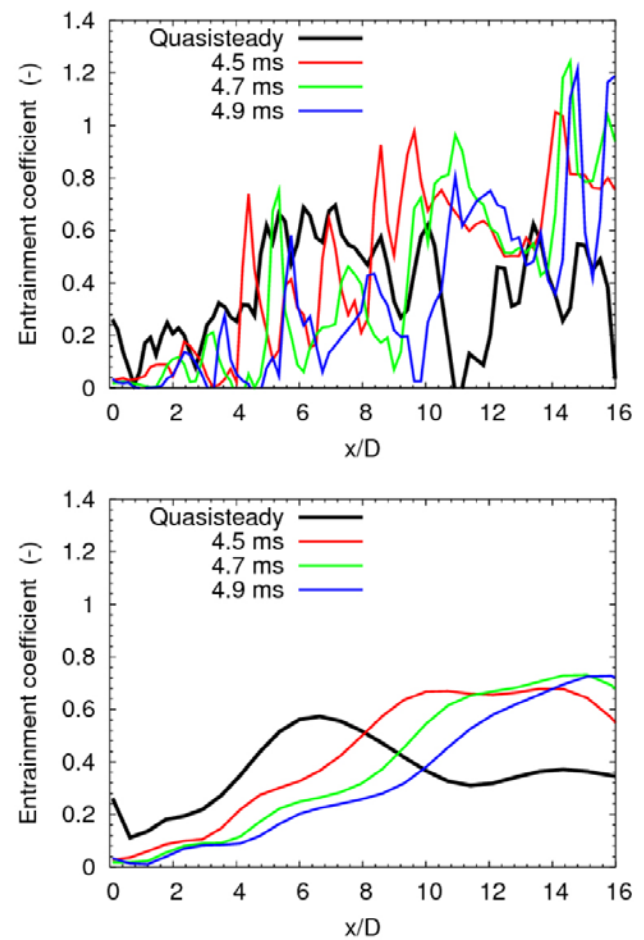 1.4
1.2
1
0.8
0.6
0.4
0.2
0
Entrainment coefficient (-)
Quasisteady
4.5 ms
4.7 ms
4.9 ms
0 2 4 6 8 10 12 14 16
x/D
1.4
1.2
1
0.8
0.6
0.4
0.2
0
Entrainment coefficient (-)
Quasisteady
4.5 ms
4.7 ms
4.9 ms
0 2 4 6 8 10 12 14 16
x/D